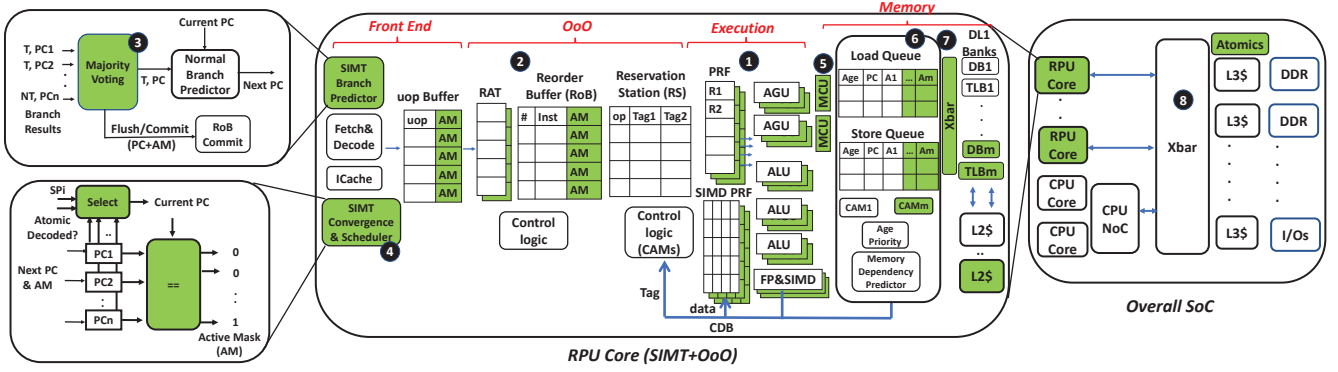 3
Current PC
T, PC1
T, PC2
:
NT, PCn
Branch
Results
Majority
Voting
T, PC
Normal
Branch
Predictor
Next PC
Flush/Commit
(PC+AM)
RoB
Commit
SPi
Select
Current PC
Atomic
Decoded?
..
PC1
Next PC
& AM
PC2
:
PCn
==
0
0
:
1
Active Mask
(AM)
Front End
OoO
Execution
Memory
SIMT
Branch
Predictor
Fetch&
Decode
ICache
SIMT
Convergence
& Scheduler
4
uop Buffer
uop
AM
AM
AM
AM
AM
2
RAT
Reorder
Buffer (RoB)
# Inst AM
AM
AM
AM
AM
Control
logic
Reservation
Station (RS)
op Tag1 Tag2
Control
logic
(CAMs)
Tag
1
PRF
R1
R2
SIMD PRF
AGU
AGU
ALU
ALU
ALU
FP&SIMD
data
CDB
5
MCU
MCU
6
Load Queue
Age PC A1 ... Am
Store Queue
Age PC A1 ... Am
CAM1
CAMm
Age
Priority
Memory
Dependency
Predictor
7
Xbar
DL1
Banks
DB1
TLB1
DBm
TLBm
L2$
..
L2$
RPU Core (SIMT+OoO)
RPU
Core
RPU
Core
CPU
Core
CPU
Core
CPU
NoC
8
Xbar
Atomics
L3$
DDR
L3$
DDR
L3$
I/Os
Overall SoC